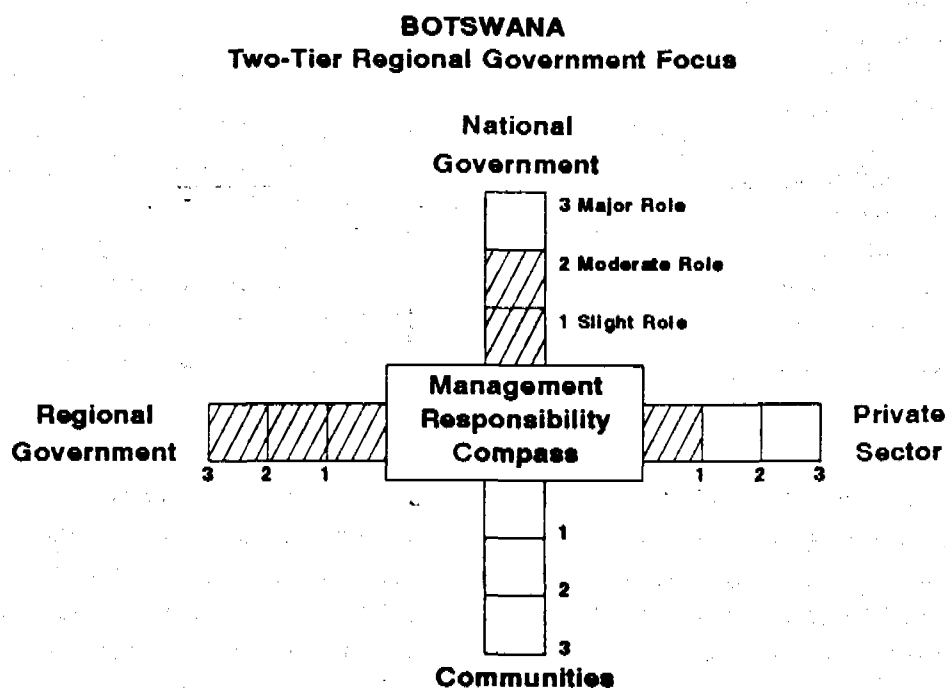 BOTSWANA
Two-Tier Regional Government Focus
National
Government
3 Major Role
2 Moderate Role
1 Slight Role
Management
Responsibility
Compass
Regional
Government
3 2 1
Private
Sector
1 2 3
1
2
3
Communities